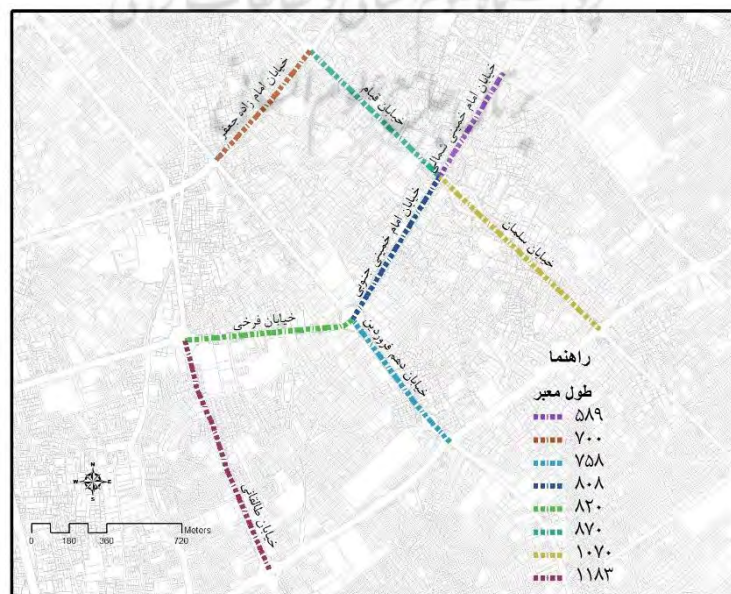 خیابان امام زاده جعفر
خیابان قیام
خیابان امام خمینی شمالی
خیابان امام خمینی جنوبی
خیابان سلمان
خیابان فرخی
خیابان دهم فروردین
خیابان طالقانی
راهنما
طول معبر
۵۸۹
۷۰۰
۷۵۸
۸۰۸
۸۲۰
۸۷۰
۱۰۷۰
۱۱۸۳
N
W E
S
Meters
0 180 360 720